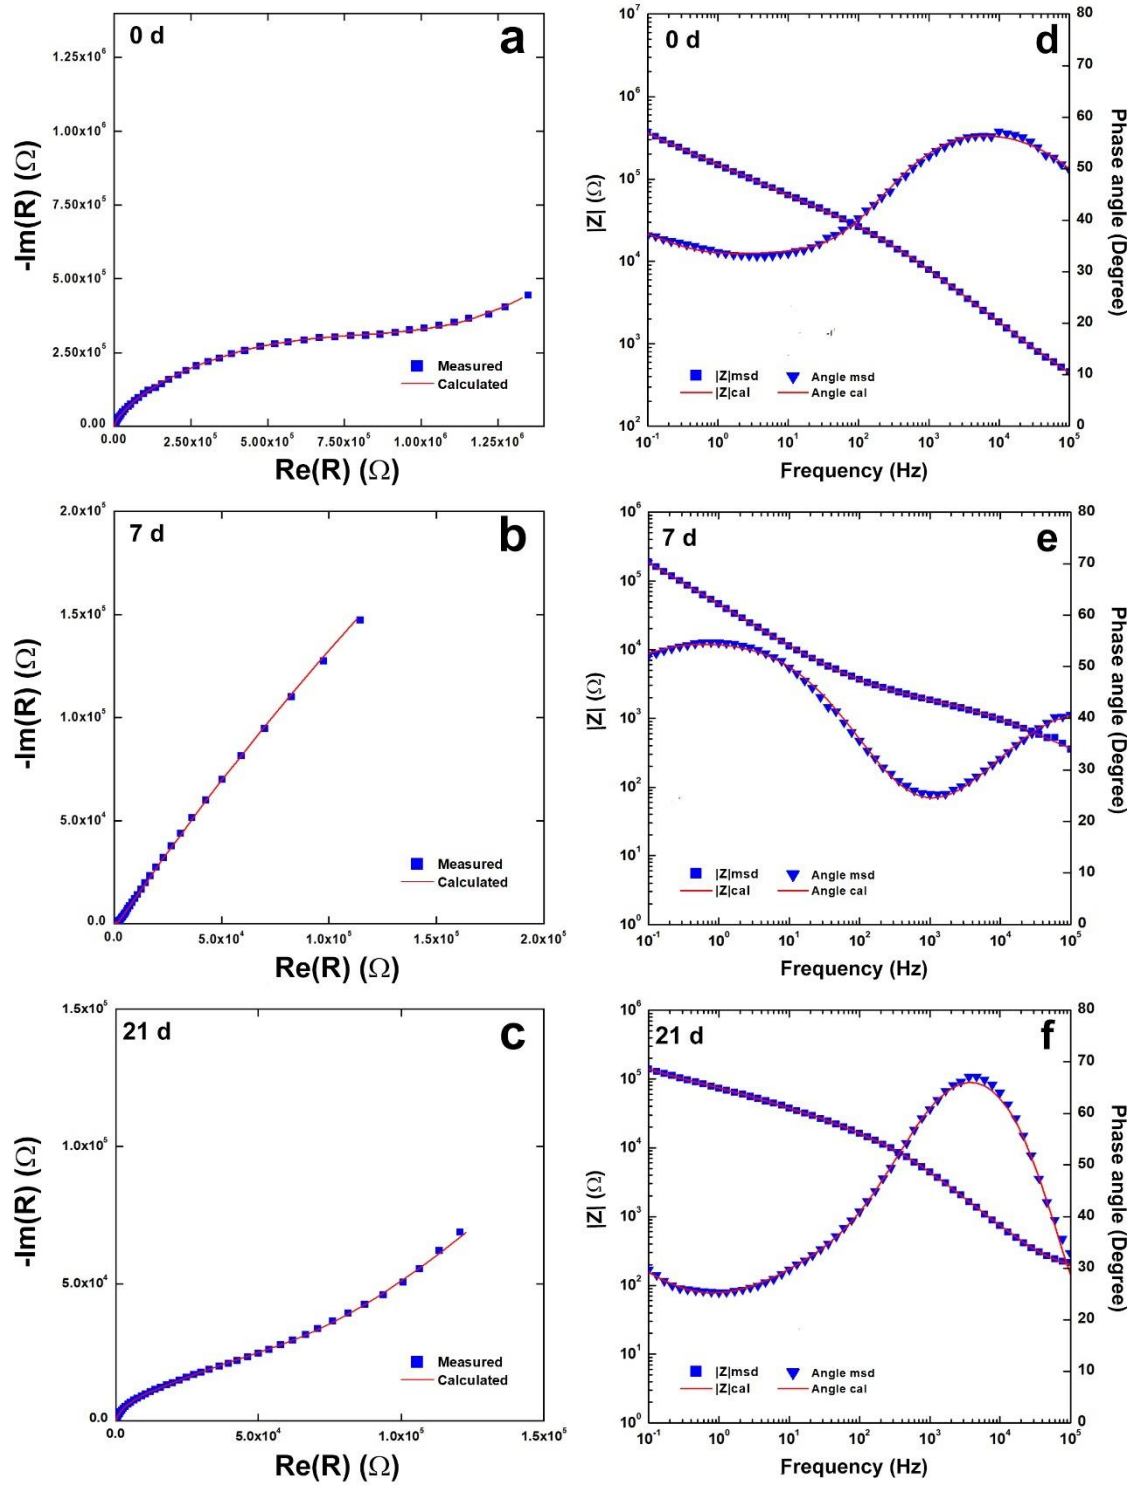 0 d
a
1.25x10⁶
1.00x10⁶
7.50x10⁵
5.00x10⁵
2.50x10⁵
0.00
-Im(R) (Ω)
Measured
Calculated
0.00 2.50x10⁵ 5.00x10⁵ 7.50x10⁵ 1.00x10⁶ 1.25x10⁶
Re(R) (Ω)
0 d
d
10⁷
10⁶
10⁵
10⁴
10³
10²
|Z| (Ω)
80
70
60
50
40
30
20
10
0
Phase angle (Degree)
|Z|msd Angle msd
|Z|cal Angle cal
10⁻¹ 10⁰ 10¹ 10² 10³ 10⁴ 10⁵
Frequency (Hz)
7 d
b
2.0x10⁵
1.5x10⁵
1.0x10⁵
5.0x10⁴
0.0
-Im(R) (Ω)
Measured
Calculated
0.0 5.0x10⁴ 1.0x10⁵ 1.5x10⁵ 2.0x10⁵
Re(R) (Ω)
7 d
e
10⁶
10⁵
10⁴
10³
10²
10¹
10⁰
|Z| (Ω)
80
70
60
50
40
30
20
10
0
Phase angle (Degree)
|Z|msd Angle msd
|Z|cal Angle cal
10⁻¹ 10⁰ 10¹ 10² 10³ 10⁴ 10⁵
Frequency (Hz)
21 d
c
1.5x10⁵
1.0x10⁵
5.0x10⁴
0.0
-Im(R) (Ω)
Measured
Calculated
0.0 5.0x10⁴ 1.0x10⁵ 1.5x10⁵
Re(R) (Ω)
21 d
f
10⁶
10⁵
10⁴
10³
10²
10¹
10⁰
|Z| (Ω)
80
70
60
50
40
30
20
10
0
Phase angle (Degree)
|Z|msd Angle msd
|Z|cal Angle cal
10⁻¹ 10⁰ 10¹ 10² 10³ 10⁴ 10⁵
Frequency (Hz)